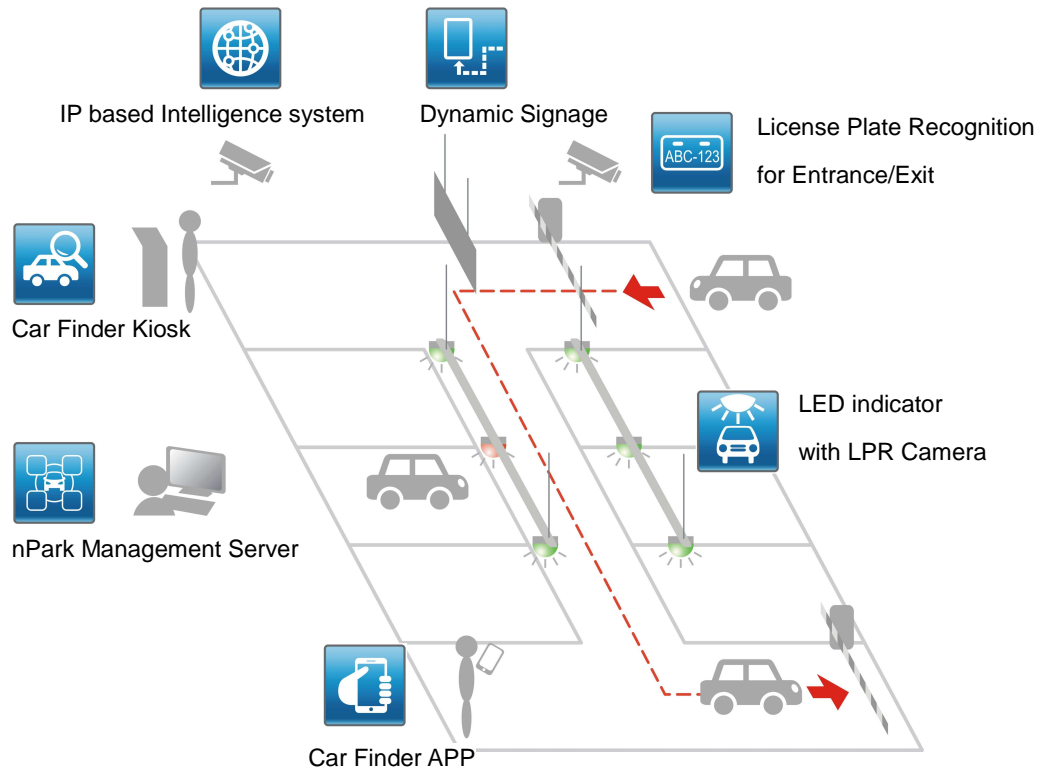 IP based Intelligence system
Dynamic Signage
License Plate Recognition
for Entrance/Exit
ABC-123
Car Finder Kiosk
LED indicator
with LPR Camera
nPark Management Server
Car Finder APP